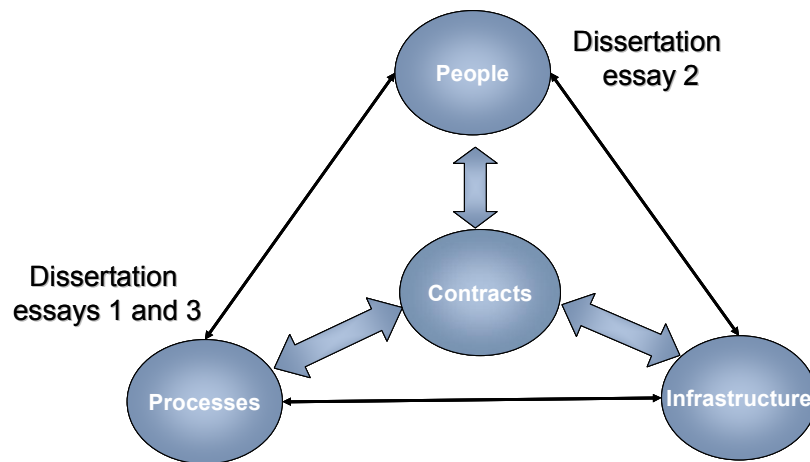 Dissertation
essay 2
People
Dissertation
essays 1 and 3
Contracts
Processes
Infrastructure